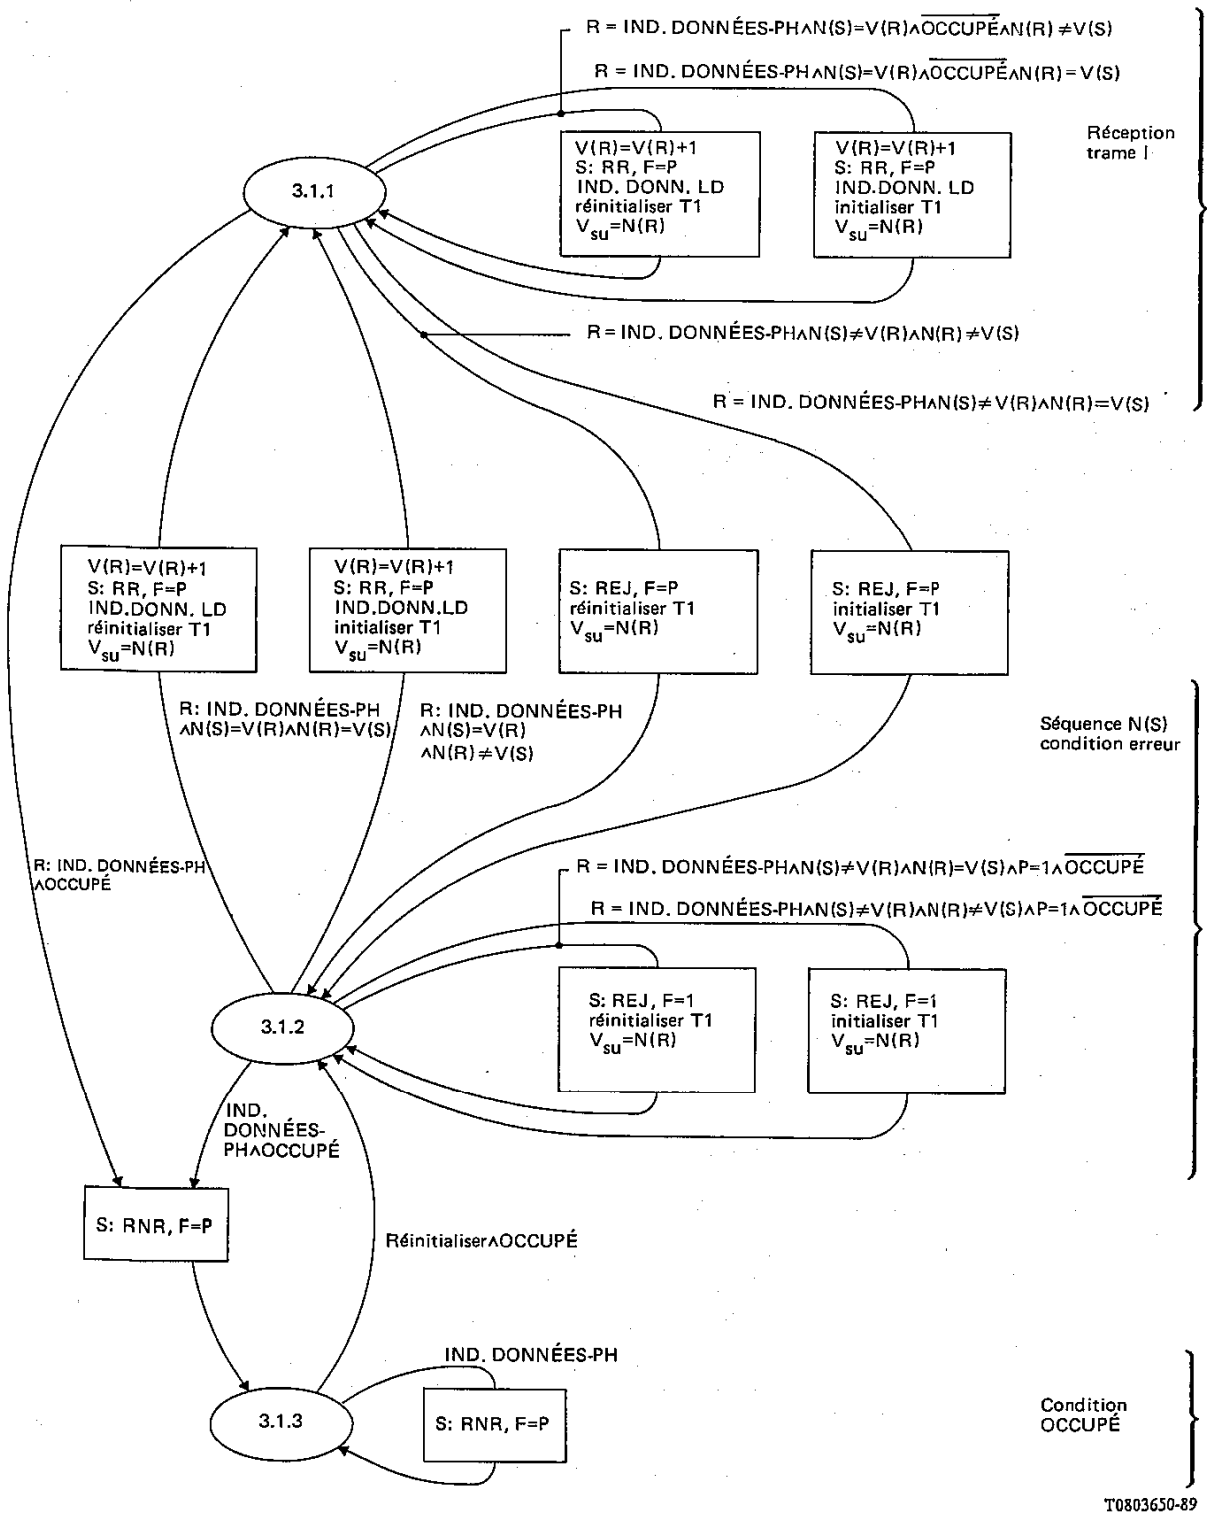 R = IND. DONNÉES-PH∧N(S)=V(R)∧O̅C̅C̅U̅P̅É̅∧N(R) ≠V(S)
R = IND. DONNÉES-PH∧N(S)=V(R)∧O̅C̅C̅U̅P̅É̅∧N(R) = V(S)
V(R)=V(R)+1
S: RR, F=P
IND. DONN. LD
réinitialiser T1
Vsu=N(R)
V(R)=V(R)+1
S: RR, F=P
IND.DONN. LD
initialiser T1
Vsu=N(R)
Réception
trame I
3.1.1
R = IND. DONNÉES-PH∧N(S)≠V(R)∧N(R) ≠V(S)
R = IND. DONNÉES-PH∧N(S)≠V(R)∧N(R)=V(S)
V(R)=V(R)+1
S: RR, F=P
IND.DONN. LD
réinitialiser T1
Vsu=N(R)
V(R)=V(R)+1
S: RR, F=P
IND.DONN.LD
initialiser T1
Vsu=N(R)
S: REJ, F=P
réinitialiser T1
Vsu=N(R)
S: REJ, F=P
initialiser T1
Vsu=N(R)
R: IND. DONNÉES-PH
∧N(S)=V(R)∧N(R)=V(S)
R: IND. DONNÉES-PH
∧N(S)=V(R)
∧N(R)≠V(S)
Séquence N(S)
condition erreur
R: IND. DONNÉES-PH
∧OCCUPÉ
R = IND. DONNÉES-PH∧N(S)≠V(R)∧N(R)=V(S)∧P=1∧O̅C̅C̅U̅P̅É̅
R = IND. DONNÉES-PH∧N(S)≠V(R)∧N(R)≠V(S)∧P=1∧O̅C̅C̅U̅P̅É̅
3.1.2
S: REJ, F=1
réinitialiser T1
Vsu=N(R)
S: REJ, F=1
initialiser T1
Vsu=N(R)
IND.
DONNÉES-
PH∧OCCUPÉ
S: RNR, F=P
Réinitialiser∧OCCUPÉ
IND. DONNÉES-PH
3.1.3
S: RNR, F=P
Condition
OCCUPÉ
T0803650-89